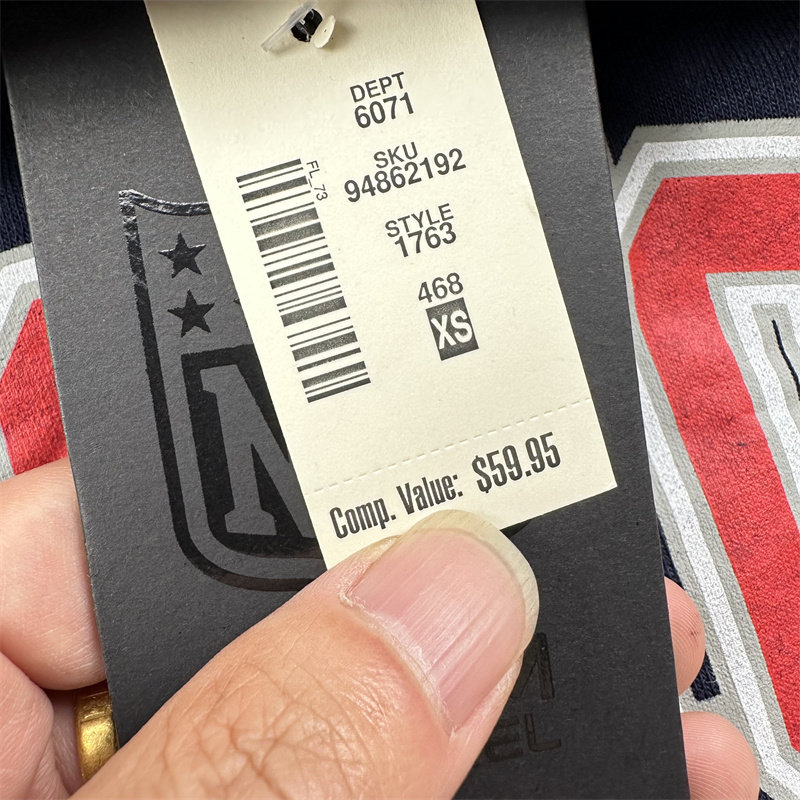 DEPT
6071
SKU
94862192
FL_73
STYLE
1763
468
XS
Comp. Value: $59.95